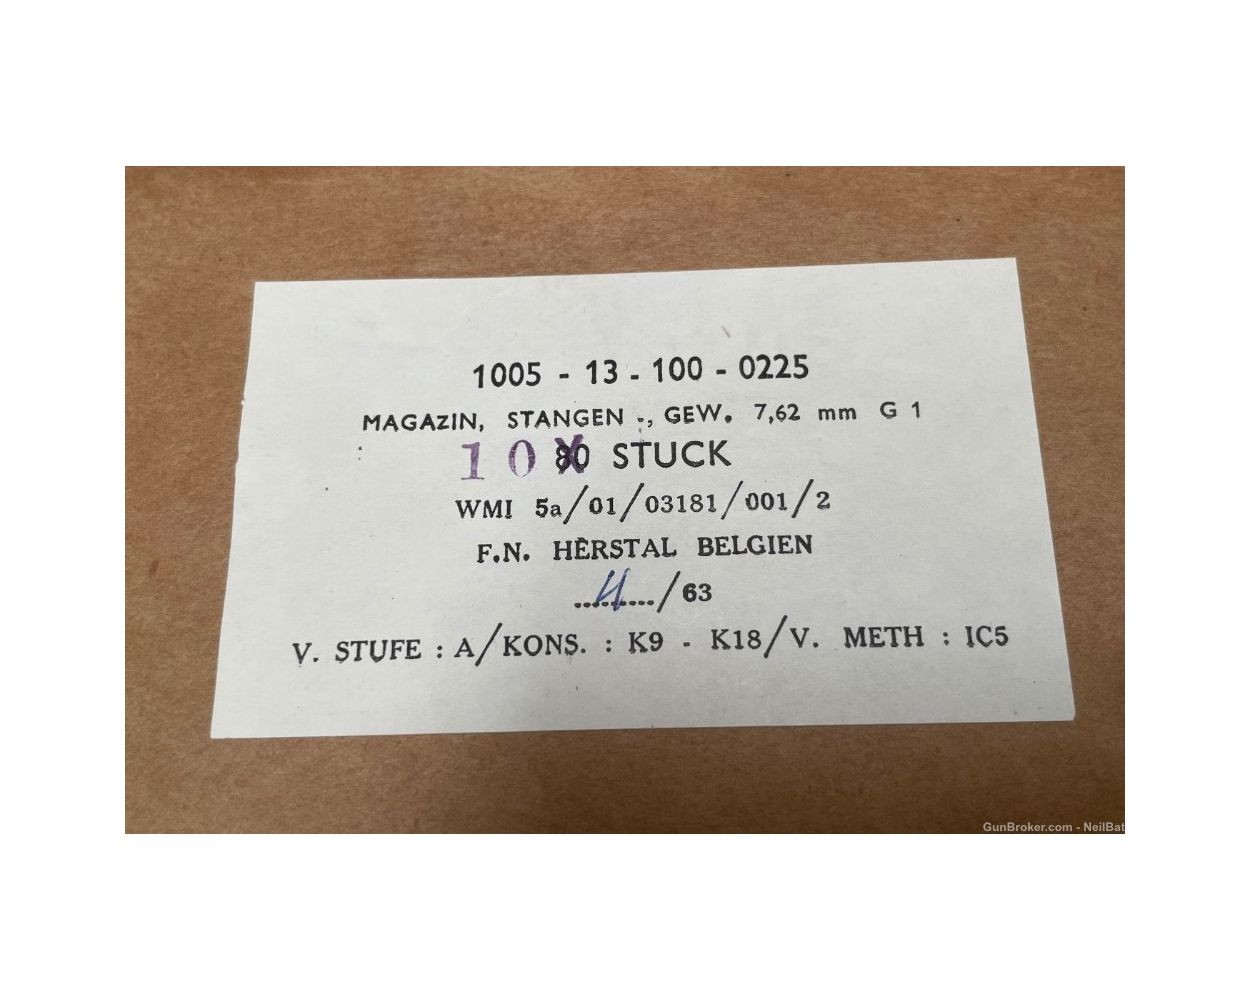 1005 - 13 - 100 - 0225
MAGAZIN, STANGEN -, GEW. 7,62 mm G 1
10 80 STUCK
WMI 5a/01/03181/001/2
F.N. HERSTAL BELGIEN
....4..../63
V. STUFE : A/KONS. : K9 - K18/V. METH : IC5
GunBroker.com - NeilBat